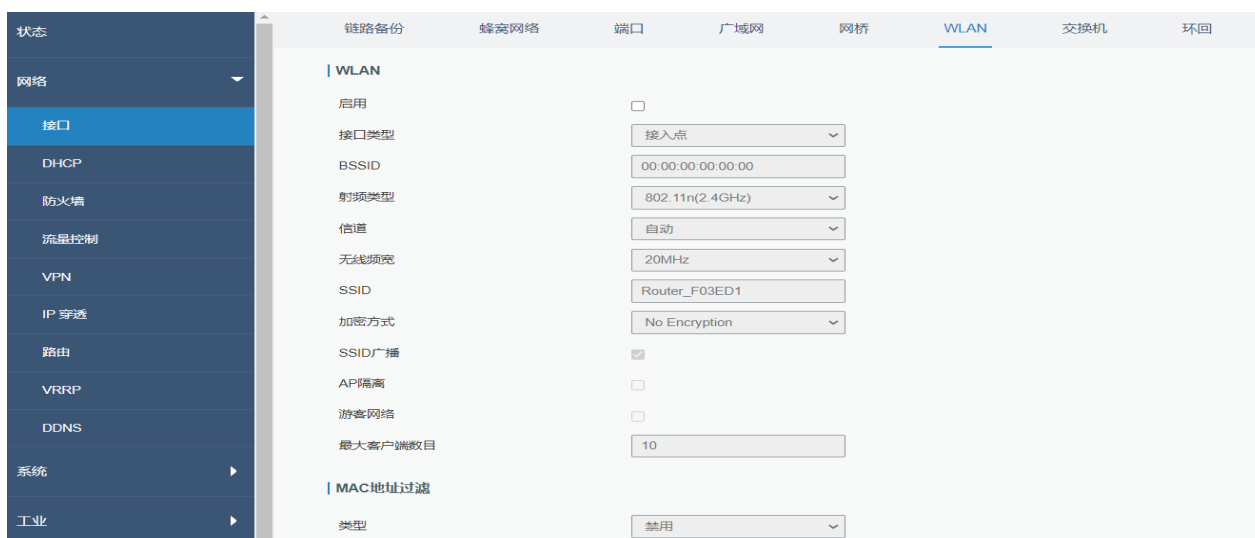 状态
网络
接口
DHCP
防火墙
流量控制
VPN
IP 穿透
路由
VRRP
DDNS
系统
工业
链路备份 蜂窝网络 端口 广域网 网桥 WLAN 交换机 环回
WLAN
启用
接口类型 接入点
BSSID 00:00:00:00:00:00
射频类型 802.11n(2.4GHz)
信道 自动
无线频宽 20MHz
SSID Router_F03ED1
加密方式 No Encryption
SSID广播
AP隔离
游客网络
最大客户端数目 10
MAC地址过滤
类型 禁用